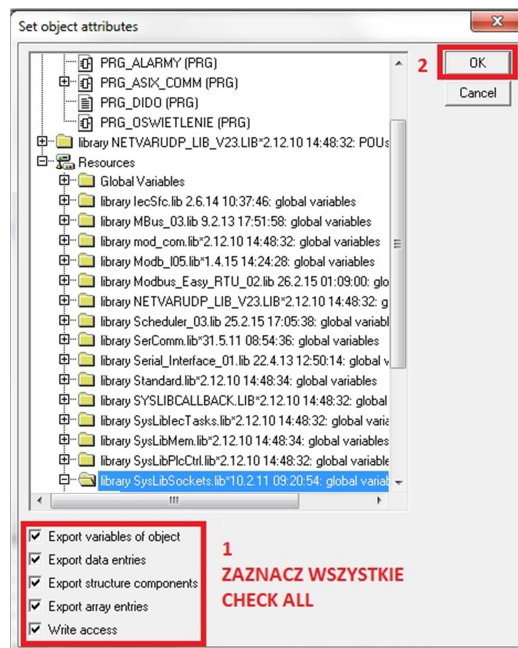 Set object attributes
PRG_ALARMY (PRG)
PRG_ASIX_COMM (PRG)
PRG_DIDO (PRG)
PRG_OSWIETLENIE (PRG)
library NETVARUDP_LIB_V23.LIB*2.12.10 14:48:32: POUs
Resources
Global Variables
library IecSfc.lib 2.6.14 10:37:46: global variables
library MBus_03.lib 9.2.13 17:51:58: global variables
library mod_com.lib*2.12.10 14:48:32: global variables
library Modb_l05.lib*1.4.15 14:24:28: global variables
library Modbus_Easy_RTU_02.lib 26.2.15 01:09:00: glo
library NETVARUDP_LIB_V23.LIB*2.12.10 14:48:32: g
library Scheduler_03.lib 25.2.15 17:05:38: global variabl
library SerComm.lib*31.5.11 08:54:36: global variables
library Serial_Interface_01.lib 22.4.13 12:50:14: global v
library Standard.lib*2.12.10 14:48:34: global variables
library SYSLIBCALLBACK.LIB*2.12.10 14:48:32: global
library SysLibIecTasks.lib*2.12.10 14:48:32: global varia
library SysLibMem.lib*2.12.10 14:48:34: global variables
library SysLibPlcCtrl.lib*2.12.10 14:48:32: global variable
library SysLibSockets.lib*10.2.11 09:20:54: global variabl
2
OK
Cancel
Export variables of object
Export data entries
Export structure components
Export array entries
Write access
1
ZAZNACZ WSZYSTKIE
CHECK ALL